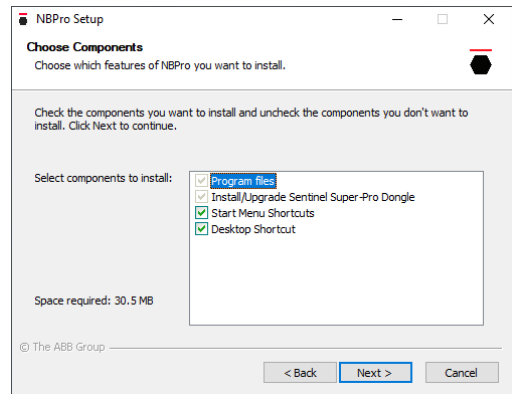 NBPro Setup
Choose Components
Choose which features of NBPro you want to install.
Check the components you want to install and uncheck the components you don't want to
install. Click Next to continue.
Select components to install:
Program files
Install/Upgrade Sentinel Super-Pro Dongle
Start Menu Shortcuts
Desktop Shortcut
Space required: 30.5 MB
© The ABB Group
< Back
Next >
Cancel